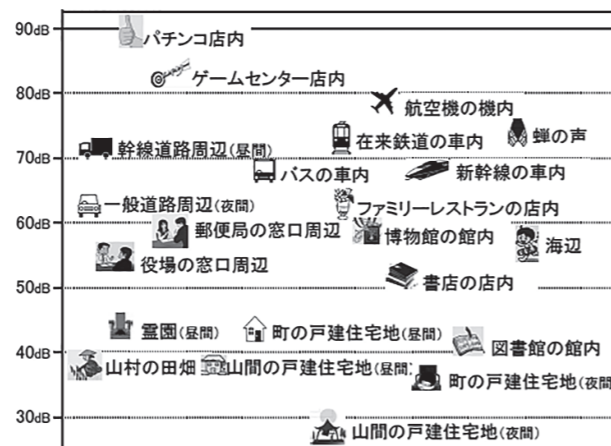 90dB
パチンコ店内
ゲームセンター店内
80dB
航空機の機内
蝉の声
在来鉄道の車内
幹線道路周辺(昼間)
70dB
バスの車内
新幹線の車内
一般道路周辺(夜間)
ファミリーレストランの店内
60dB
郵便局の窓口周辺
博物館の館内
海辺
役場の窓口周辺
書店の店内
50dB
霊園(昼間)
町の戸建住宅地(昼間)
図書館の館内
40dB
山村の田畑
山間の戸建住宅地(昼間)
町の戸建住宅地(夜間
30dB
山間の戸建住宅地(夜間)